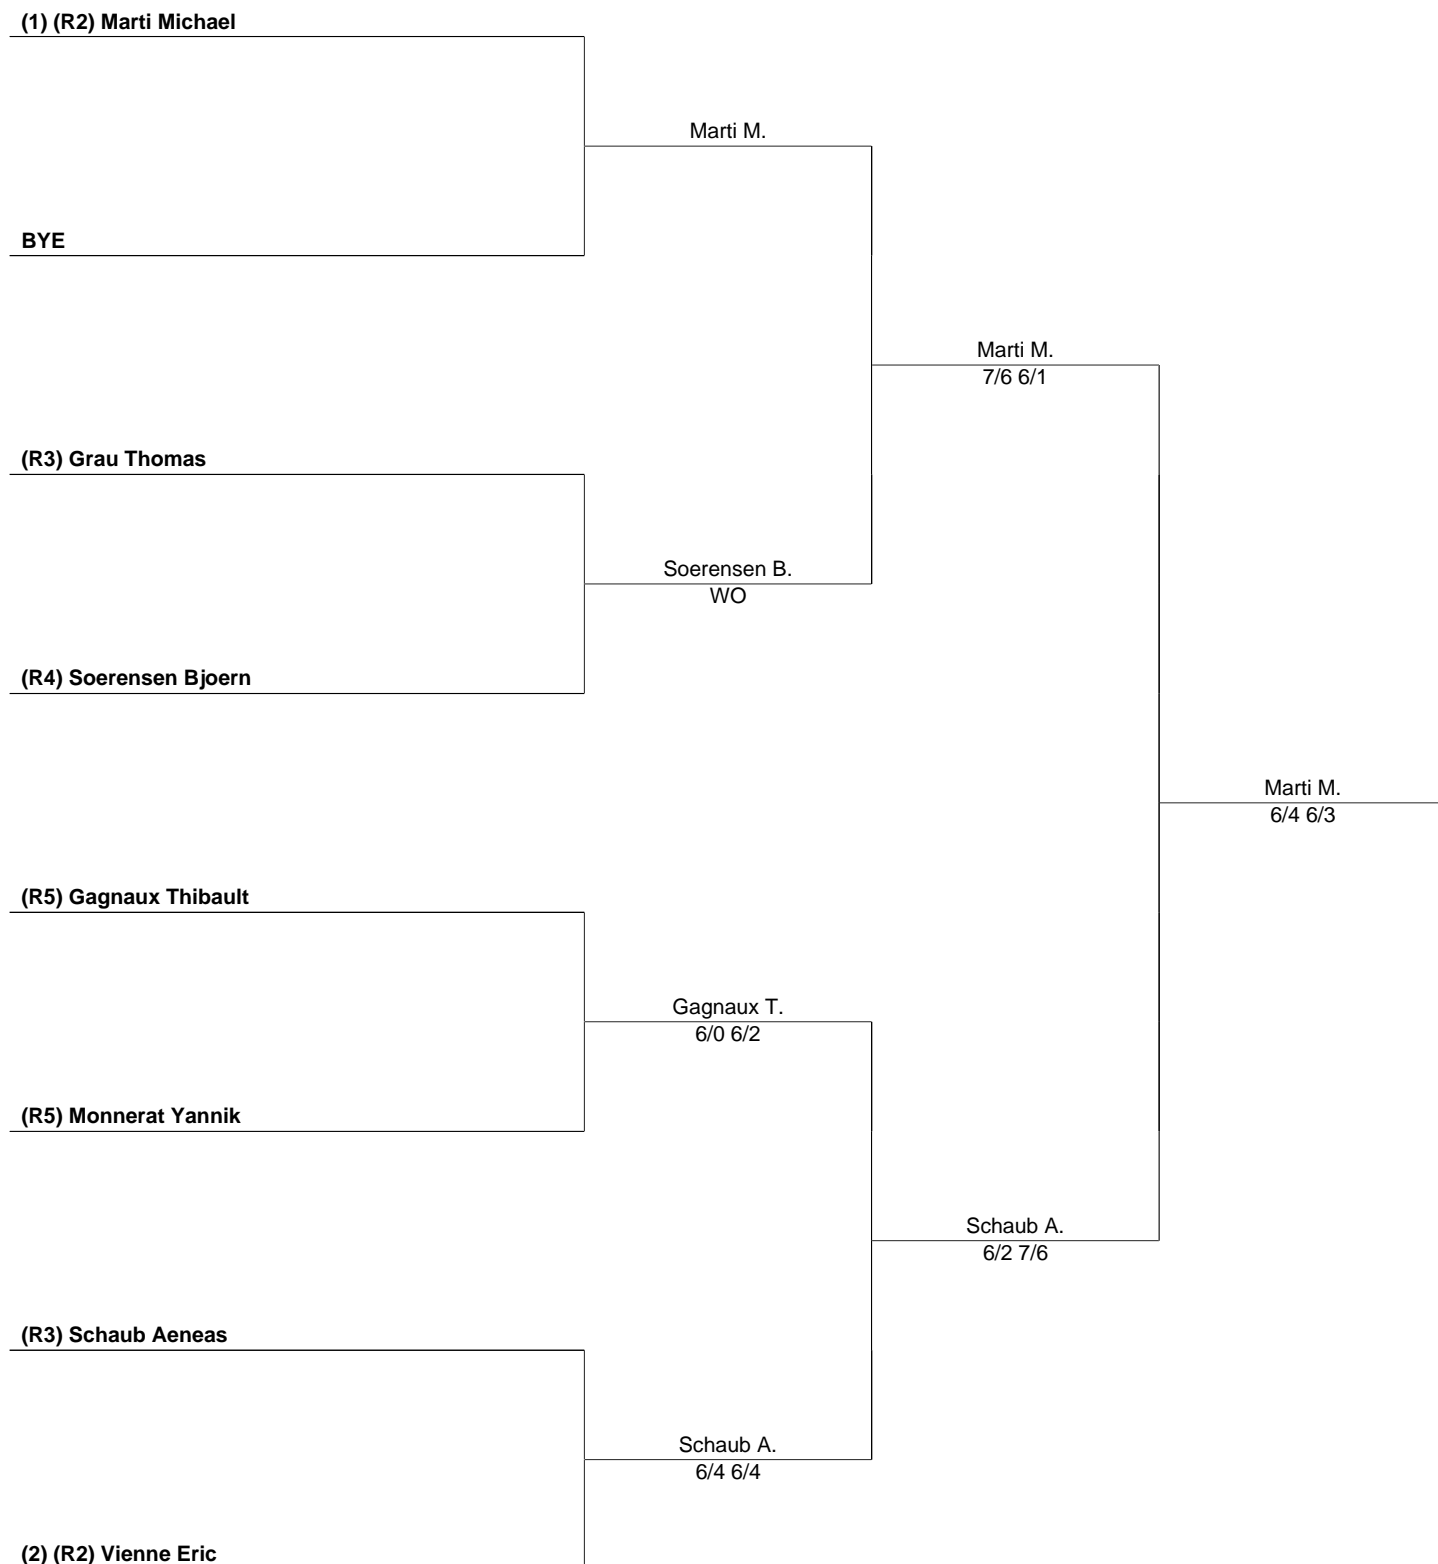 (1) (R2) Marti Michael
Marti M.
BYE
Marti M.
7/6 6/1
(R3) Grau Thomas
Soerensen B.
WO
(R4) Soerensen Bjoern
Marti M.
6/4 6/3
(R5) Gagnaux Thibault
Gagnaux T.
6/0 6/2
(R5) Monnerat Yannik
Schaub A.
6/2 7/6
(R3) Schaub Aeneas
Schaub A.
6/4 6/4
(2) (R2) Vienne Eric